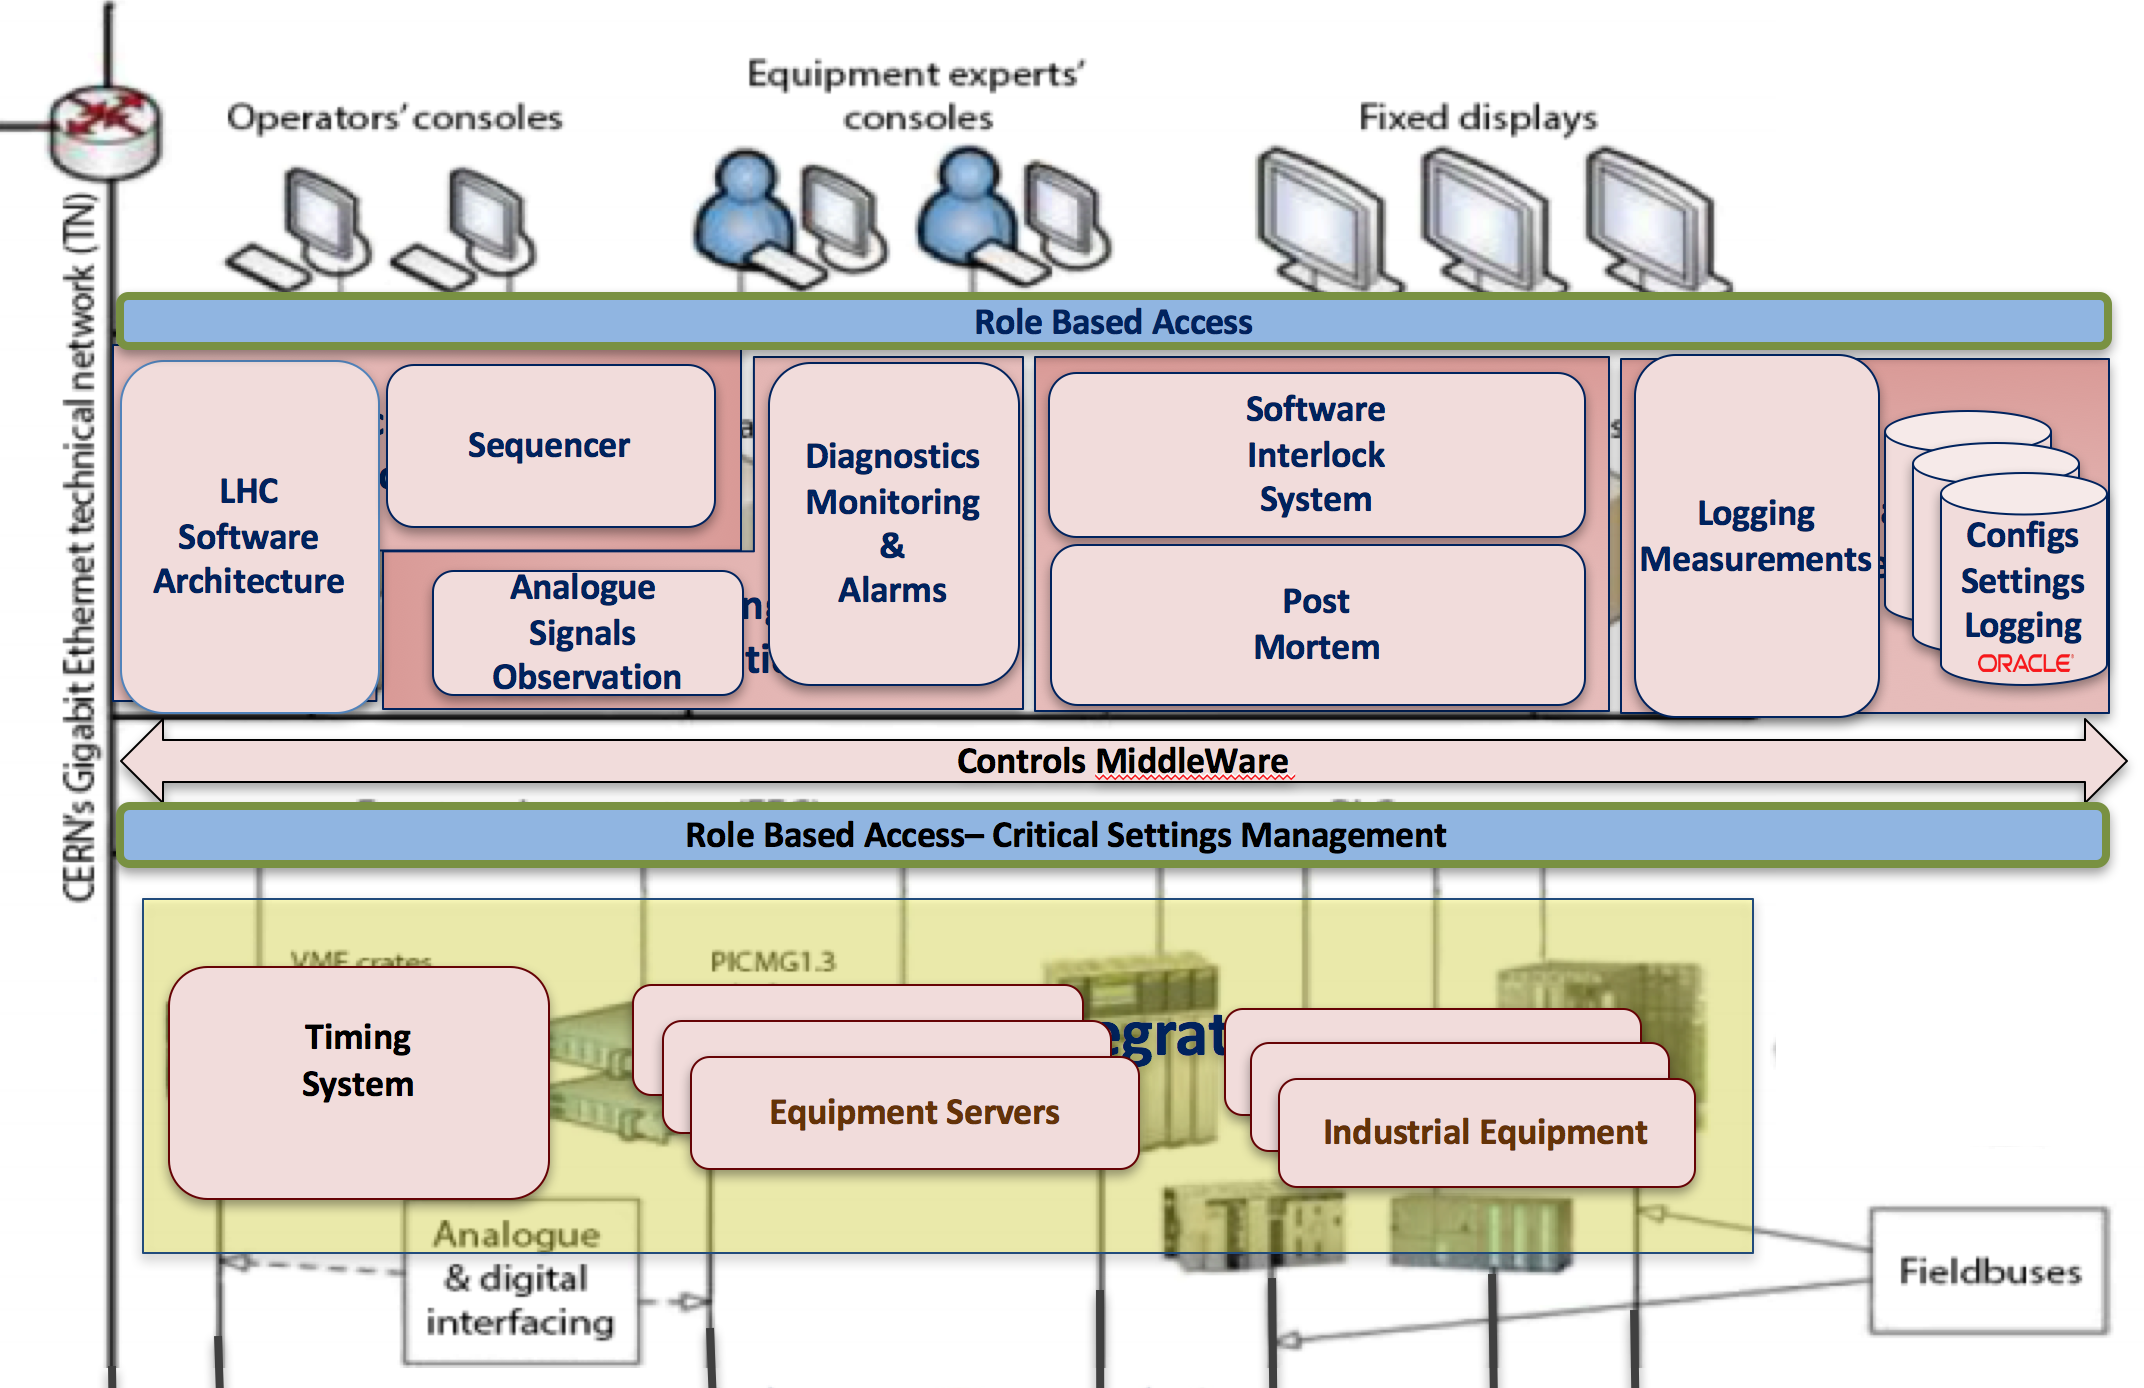 Equipment experts'
consoles
Operators' consoles
Fixed displays
CERN's Gigabit Ethernet technical network (TN)
Role Based Access
LHC
Software
Architecture
Sequencer
Analogue
Signals
Observation
Diagnostics
Monitoring
&
Alarms
Software
Interlock
System
Post
Mortem
Logging
Measurements
Configs
Settings
Logging
ORACLE
Controls MiddleWare
Role Based Access– Critical Settings Management
VME crates
PICMG1.3
Timing
System
Equipment Servers
Industrial Equipment
Analogue
& digital
interfacing
Fieldbuses